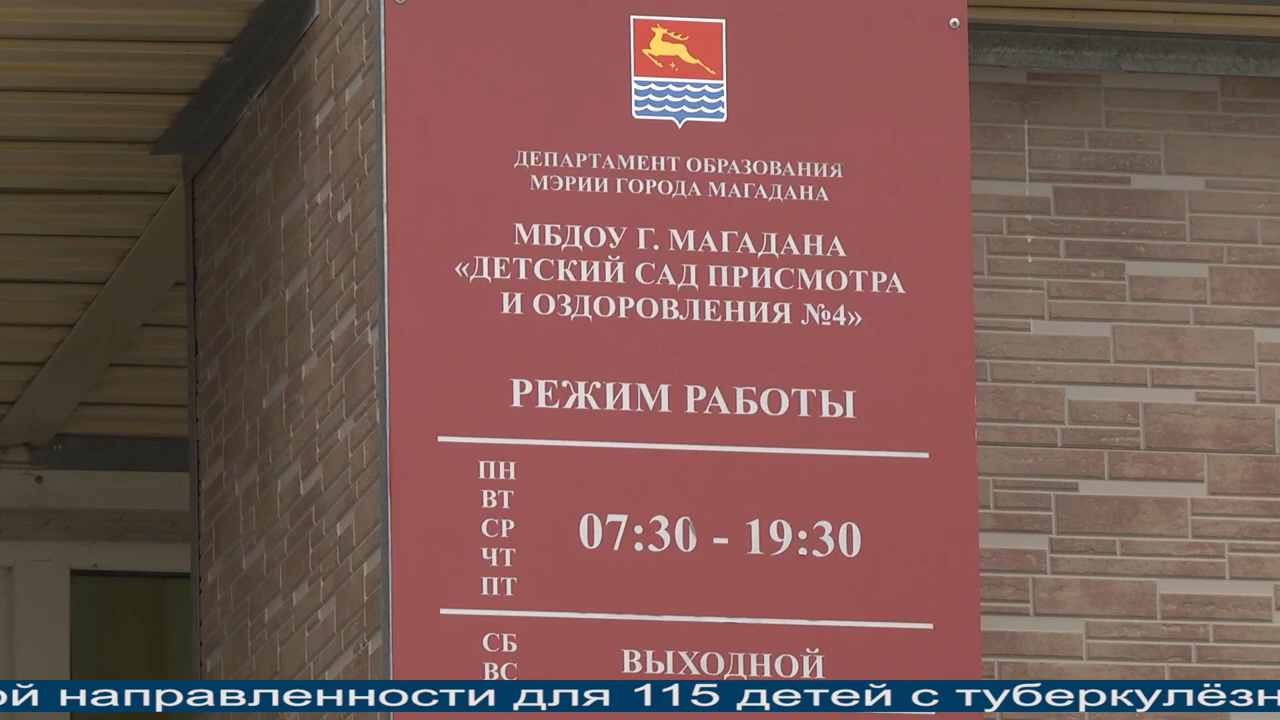 ДЕПАРТАМЕНТ ОБРАЗОВАНИЯ
МЭРИИ ГОРОДА МАГАДАНА
МБДОУ Г. МАГАДАНА
«ДЕТСКИЙ САД ПРИСМОТРА
И ОЗДОРОВЛЕНИЯ №4»
РЕЖИМ РАБОТЫ
ПН
ВТ
СР
ЧТ
ПТ
07:30 - 19:30
СБ
ВС
ВЫХОДНОЙ
ой направленности для 115 детей с туберкулёзн